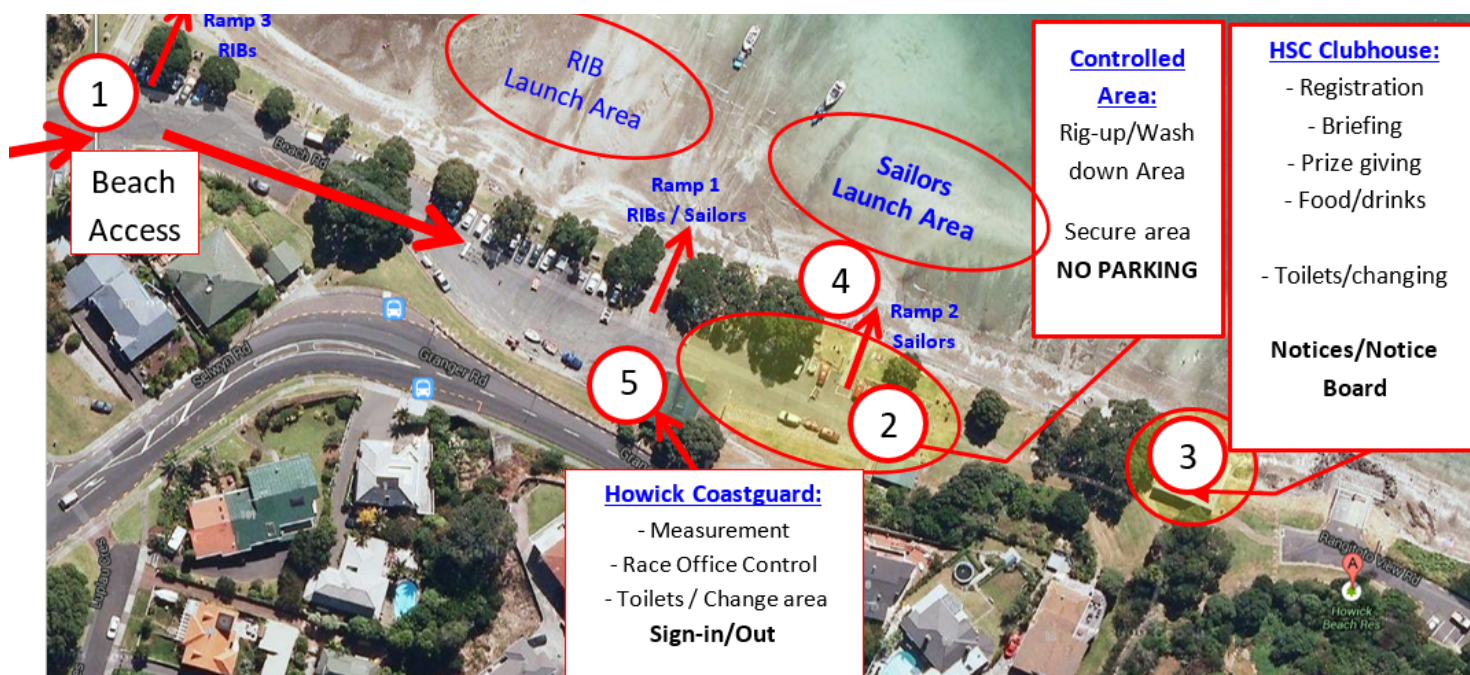 Ramp 3
RIBs
1
Beach
Access
Beach Rd
RIB
Launch Area
Ramp 1
RIBs / Sailors
Sailors
Launch Area
4
Ramp 2
Sailors
5
2
3
Controlled
Area:
Rig-up/Wash
down Area
Secure area
NO PARKING
HSC Clubhouse:
- Registration
- Briefing
- Prize giving
- Food/drinks
- Toilets/changing
Notices/Notice
Board
Selwyn Rd
Granger Rd
Howick Coastguard:
- Measurement
- Race Office Control
- Toilets / Change area
Sign-in/Out
Luplau Cres
Rangitoto View Rd
A
Howick
Beach Res